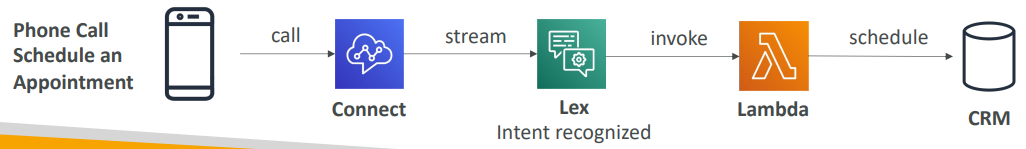 Phone Call
Schedule an
Appointment
call
Connect
stream
Lex
Intent recognized
invoke
Lambda
schedule
CRM